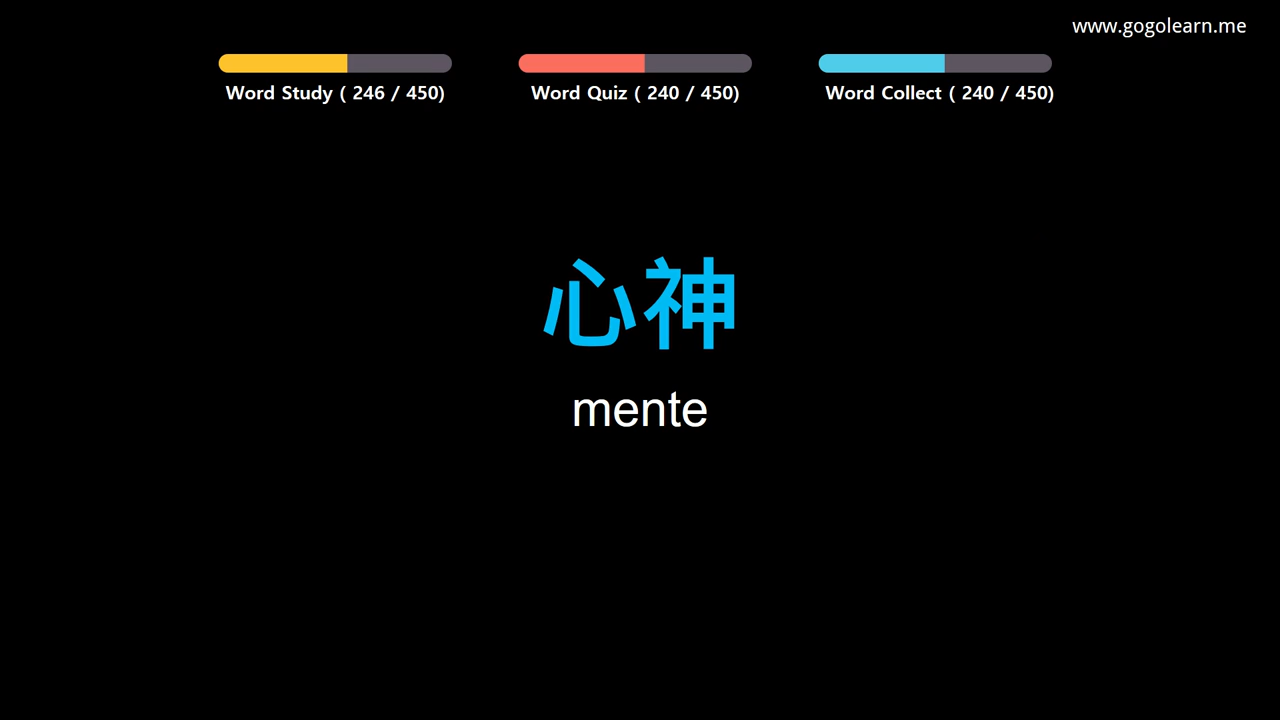 www.gogolearn.me
Word Study ( 246 / 450)
Word Quiz ( 240 / 450)
Word Collect ( 240 / 450)
心神
mente